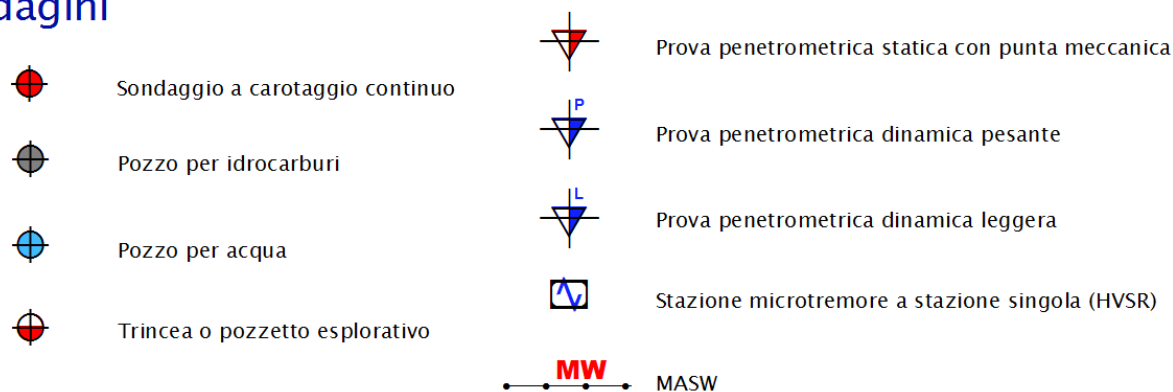 dagini
Sondaggio a carotaggio continuo
Pozzo per idrocarburi
Pozzo per acqua
Trincea o pozzetto esplorativo
Prova penetrometrica statica con punta meccanica
P
Prova penetrometrica dinamica pesante
L
Prova penetrometrica dinamica leggera
Stazione microtremore a stazione singola (HVSR)
MW
MASW